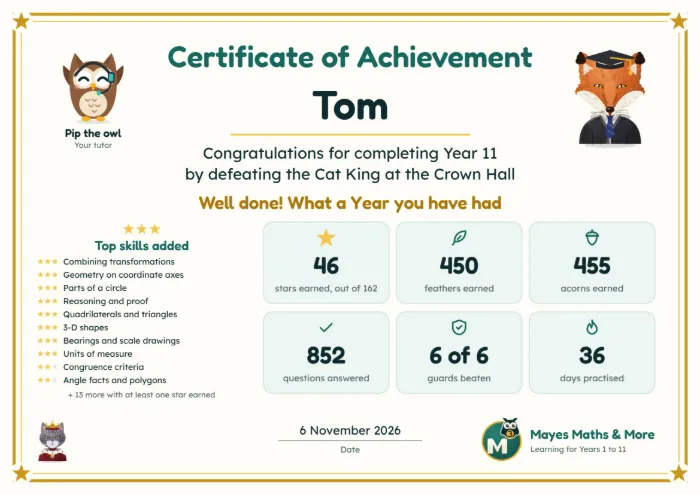 Certificate of Achievement
Tom
Pip the owl
Your tutor
Congratulations for completing Year 11
by defeating the Cat King at the Crown Hall
Well done! What a Year you have had
Top skills added
Combining transformations
Geometry on coordinate axes
Parts of a circle
Reasoning and proof
Quadrilaterals and triangles
3-D shapes
Bearings and scale drawings
Units of measure
Congruence criteria
Angle facts and polygons
+ 13 more with at least one star earned
46
stars earned, out of 162
450
feathers earned
455
acorns earned
852
questions answered
6 of 6
guards beaten
36
days practised
6 November 2026
Date
M
3
Mayes Maths & More
Learning for Years 1 to 11